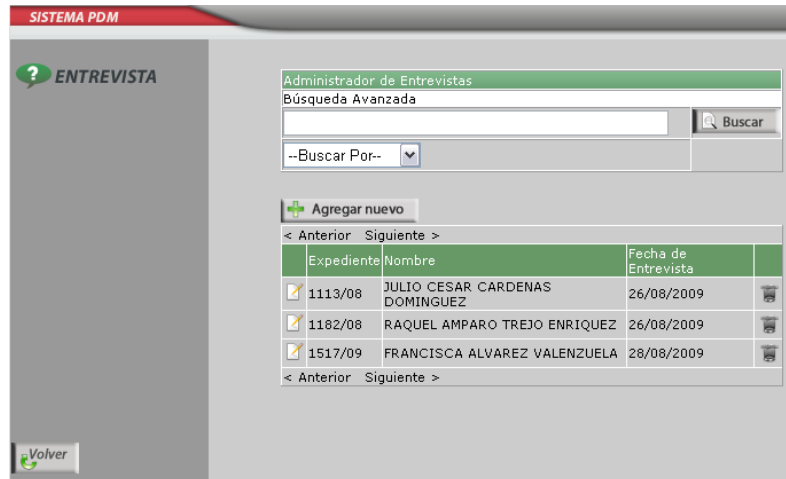 SISTEMA PDM
ENTREVISTA
Administrador de Entrevistas
Búsqueda Avanzada
Buscar
--Buscar Por--
Agregar nuevo
< Anterior Siguiente >
Expediente Nombre Fecha de Entrevista
1113/08 JULIO CESAR CARDENAS DOMINGUEZ 26/08/2009
1182/08 RAQUEL AMPARO TREJO ENRIQUEZ 26/08/2009
1517/09 FRANCISCA ALVAREZ VALENZUELA 28/08/2009
< Anterior Siguiente >
Volver